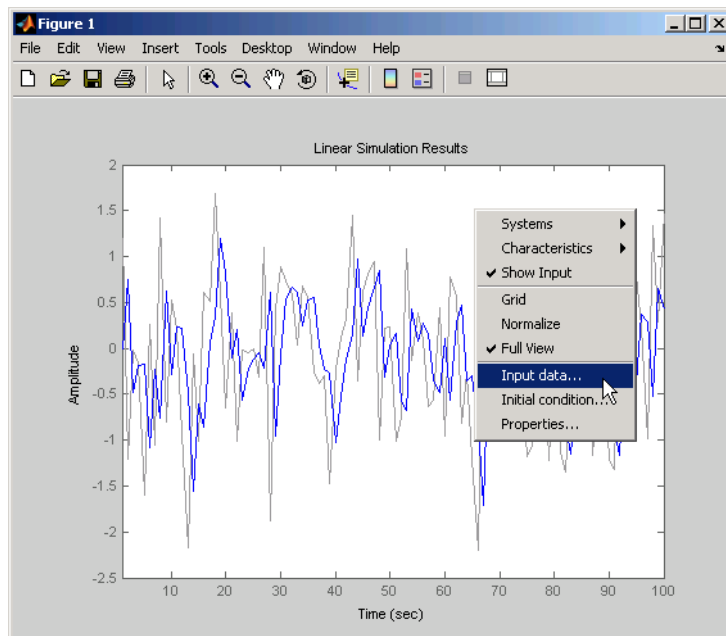 Figure 1
File Edit View Insert Tools Desktop Window Help
Linear Simulation Results
2
1.5
1
0.5
0
-0.5
-1
-1.5
-2
-2.5
Amplitude
10 20 30 40 50 60 70 80 90 100
Time (sec)
Systems
Characteristics
Show Input
Grid
Normalize
Full View
Input data...
Initial condition...
Properties...